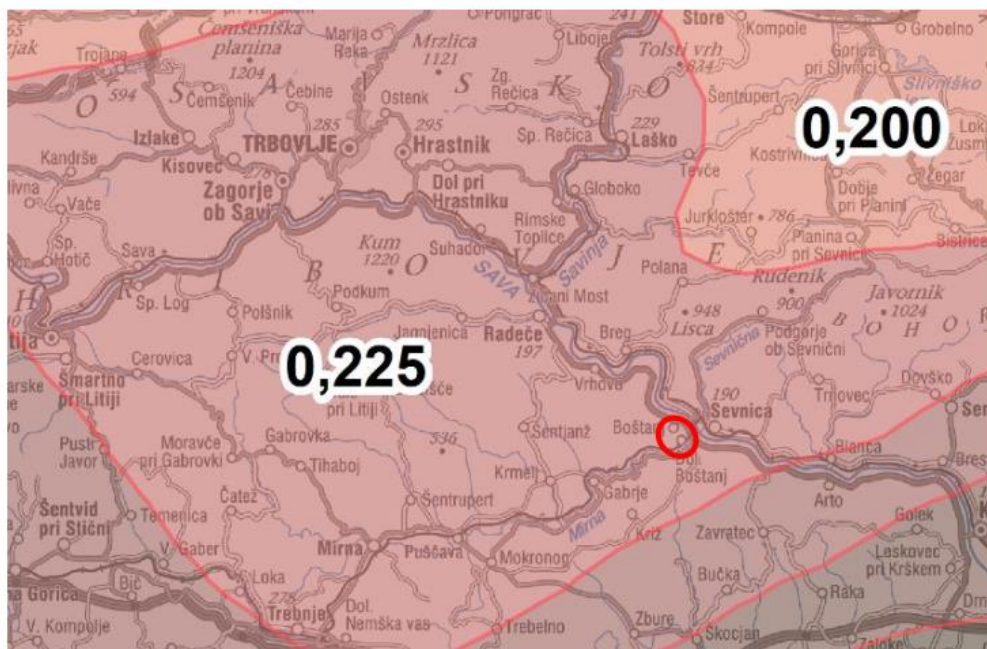 Pongrac
241
Store
Kompole
Grobelno
Čemšeniška
planina
1204
Marija
Reka
Mrzlica
1121
Liboje
Tolsti vrh
834
Gorica
pri Slivnici
Slivniško
Trojane
594
Čemšenik
Čebine
Ostenk
Zg.
Rečica
Šentrupert
0,200
Izlake
285
295
Sp. Rečica
229
Laško
TRBOVLJE
Hrastnik
Kostrivnica
Kandrše
Kisovec
Tevče
Žegar
Zagorje
ob Savi
Dol pri
Hrastniku
Globoko
Dobje
pri Planini
Vače
Rimske
Toplice
Jurklošter
786
Sp.
Hotič
Sava
Kum
1220
Suhadol
Savinja
Planina
pri Sevnici
Bistrica
SAVA
Polana
Rudenik
900
Javornik
1024
Sp. Log
Podkum
Zidani Most
Polšnik
Jagnjenica
Radeče
197
Breg
948
Lisca
Sevnična
Podgorje
ob Sevnični
BOHO
Cerovica
0,225
Šmartno
pri Litiji
pri Litiji
Vrhovo
190
Sevnica
Trnovec
Dovško
Boštanj
Dol.
Boštanj
Blanca
Gabrovka
536
Šentjanž
Moravče
pri Gabrovki
Tihaboj
Krmelj
Javor
Čatež
Šentrupert
Gabrje
Arto
Šentvid
pri Stični
Temenica
Mirna
Križ
Zavratec
Golek
V. Gaber
Mirna
Puščava
Mokronog
Leskovec
pri Krškem
Bič
Loka
Bučka
Raka
Gorica
276
Trebnje
Dol.
Nemška vas
Trebelno
Zbure
Škocjan
V. Kompolje
Zaloke